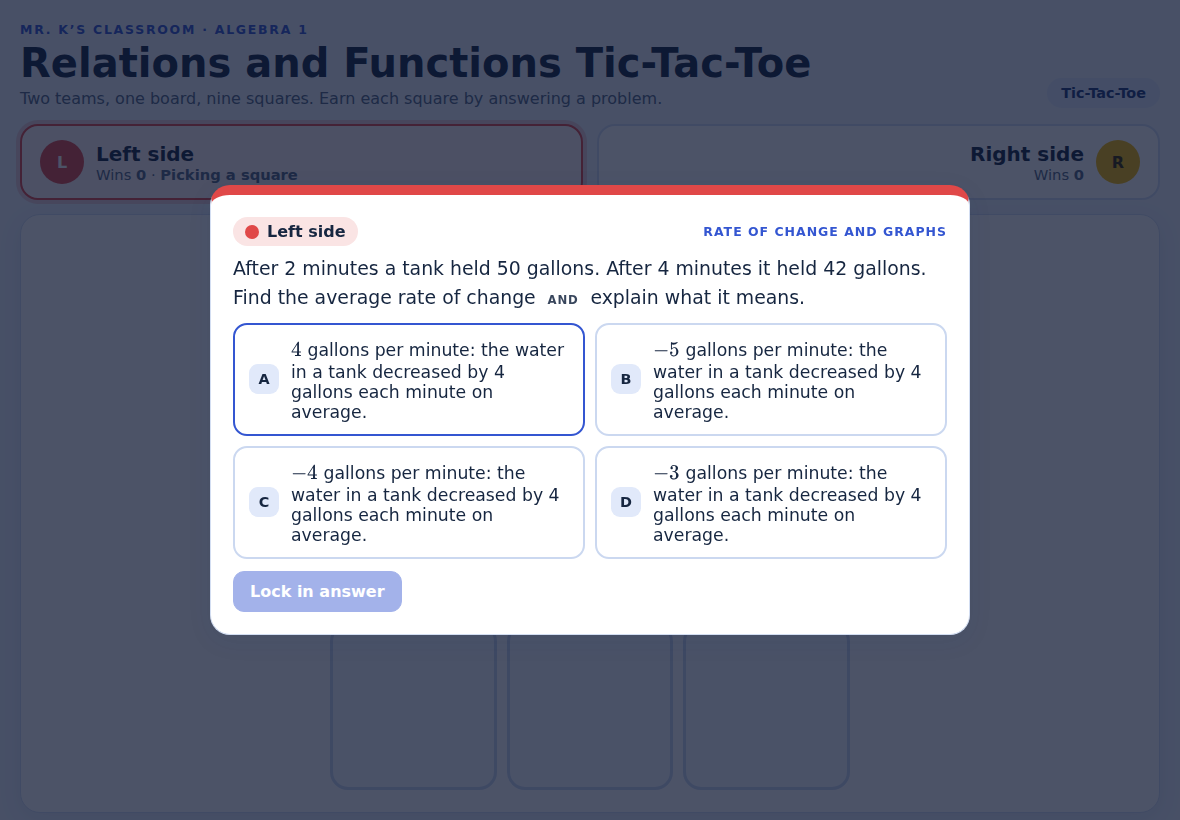 MR. K'S CLASSROOM · ALGEBRA 1
Relations and Functions Tic-Tac-Toe
Two teams, one board, nine squares. Earn each square by answering a problem.
Tic-Tac-Toe
L
Left side
Wins 0 · Picking a square
Right side
Wins 0
R
Left side
RATE OF CHANGE AND GRAPHS
After 2 minutes a tank held 50 gallons. After 4 minutes it held 42 gallons.
Find the average rate of change AND explain what it means.
A
4 gallons per minute: the water
in a tank decreased by 4
gallons each minute on
average.
B
−5 gallons per minute: the
water in a tank decreased by 4
gallons each minute on
average.
C
−4 gallons per minute: the
water in a tank decreased by 4
gallons each minute on
average.
D
−3 gallons per minute: the
water in a tank decreased by 4
gallons each minute on
average.
Lock in answer